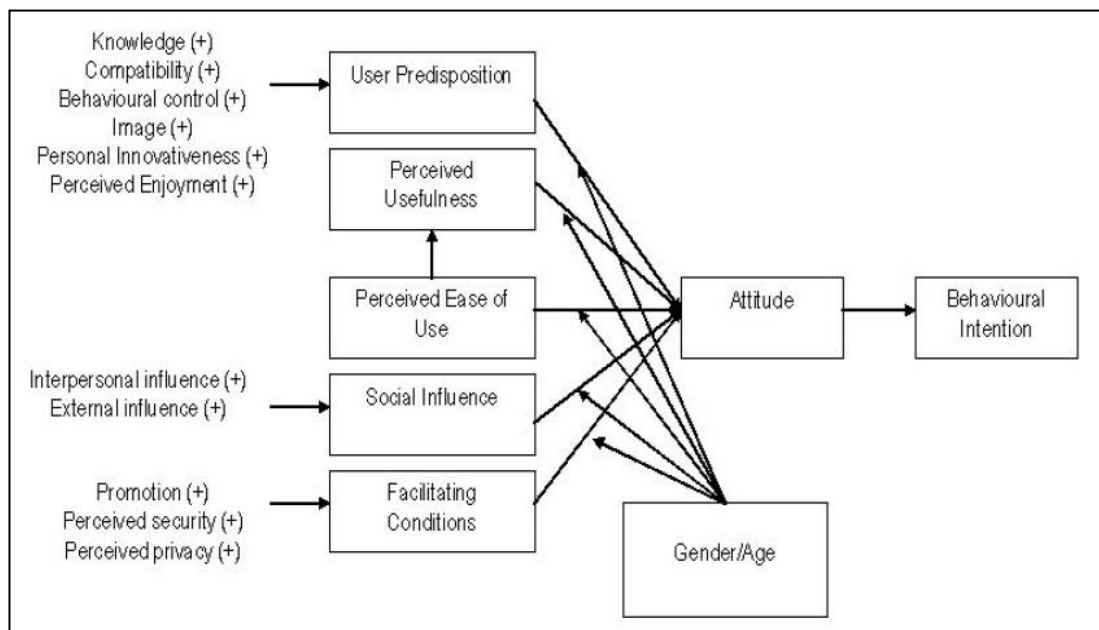 Knowledge (+)
Compatibility (+)
Behavioural control (+)
Image (+)
Personal Innovativeness (+)
Perceived Enjoyment (+)
User Predisposition
Perceived
Usefulness
Perceived Ease of
Use
Attitude
Behavioural
Intention
Interpersonal influence (+)
External influence (+)
Social Influence
Promotion (+)
Perceived security (+)
Perceived privacy (+)
Facilitating
Conditions
Gender/Age